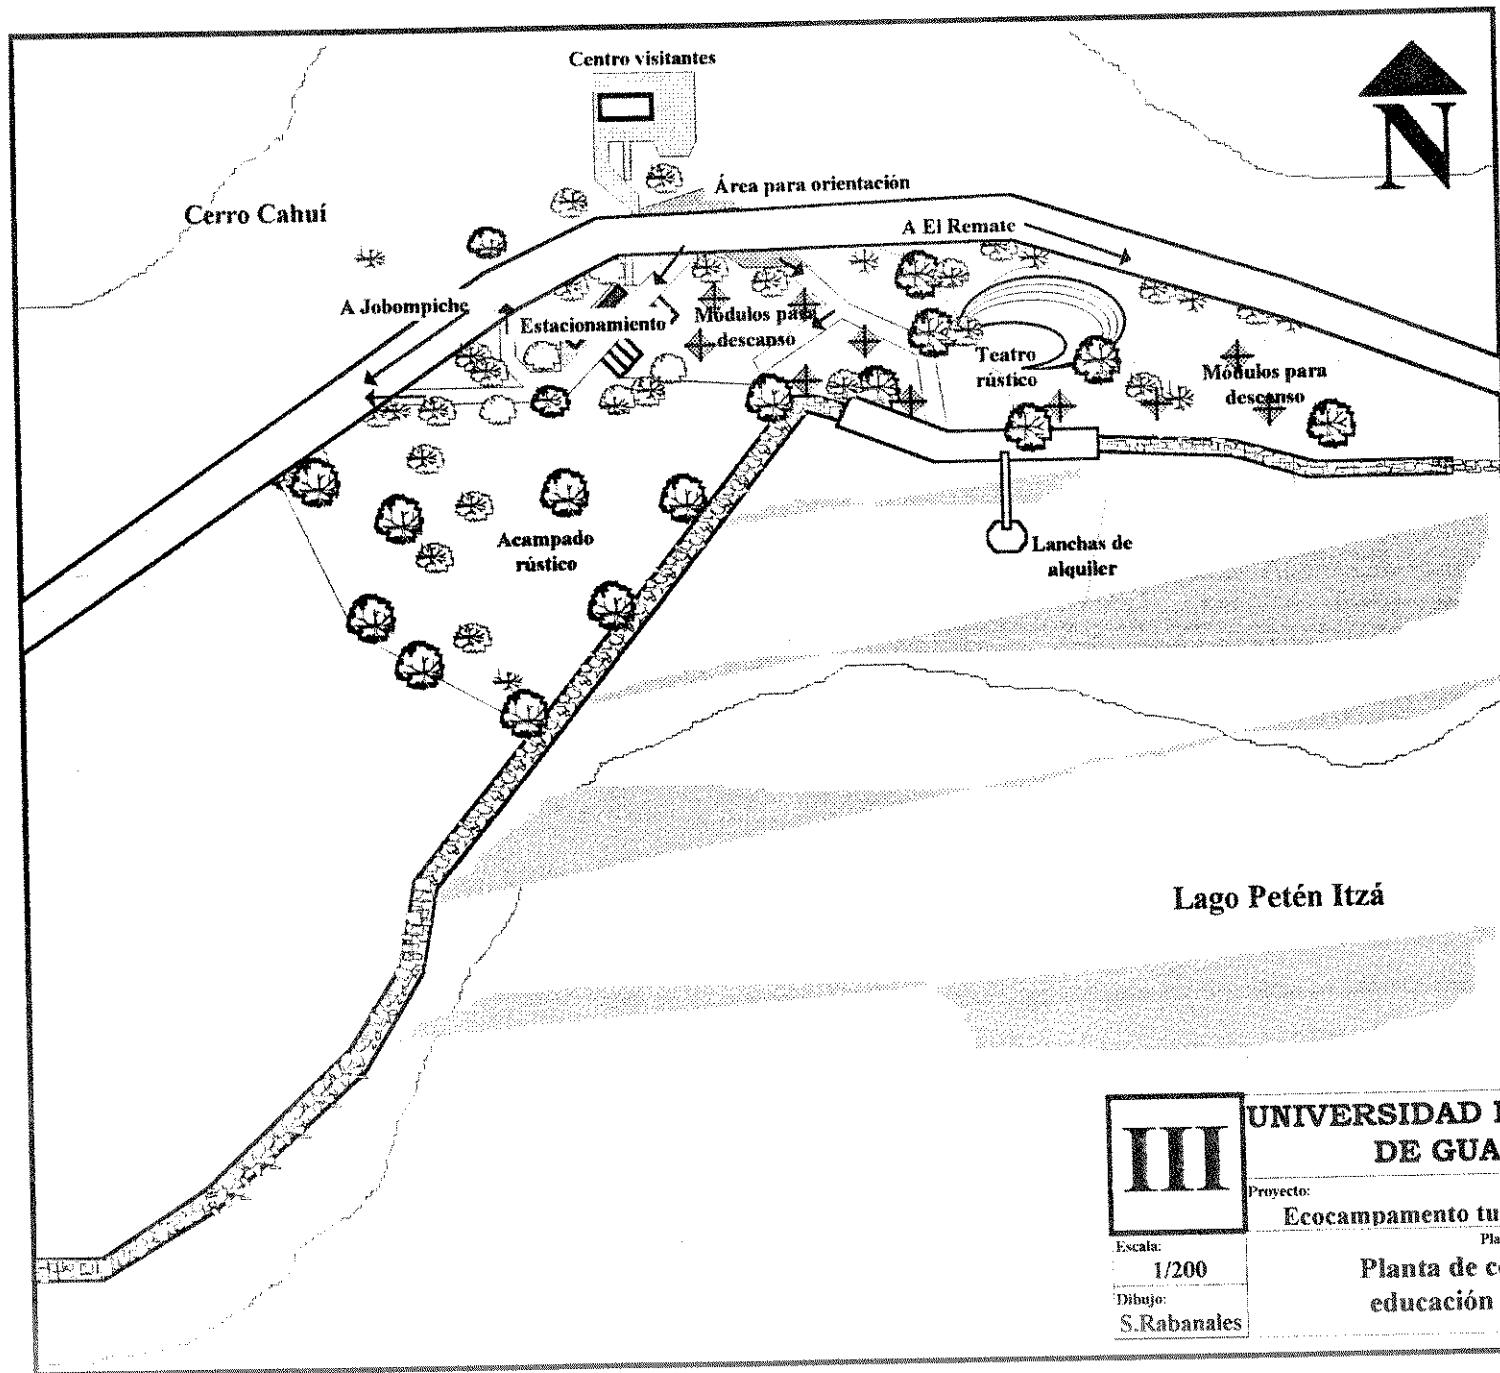 Centro visitantes
N
Área para orientación
Cerro Cahuí
A El Remate
A Jobompiche
Estacionamiento
Módulos para
descanso
Teatro
rústico
Módulos para
descanso
Acampado
rústico
Lanchas de
alquiler
Lago Petén Itzá
III
UNIVERSIDAD
DE GUA
Proyecto:
Ecocampamento tu
Escala:
1/200
Pla
Planta de c
educación
Dibujo:
S.Rabanales